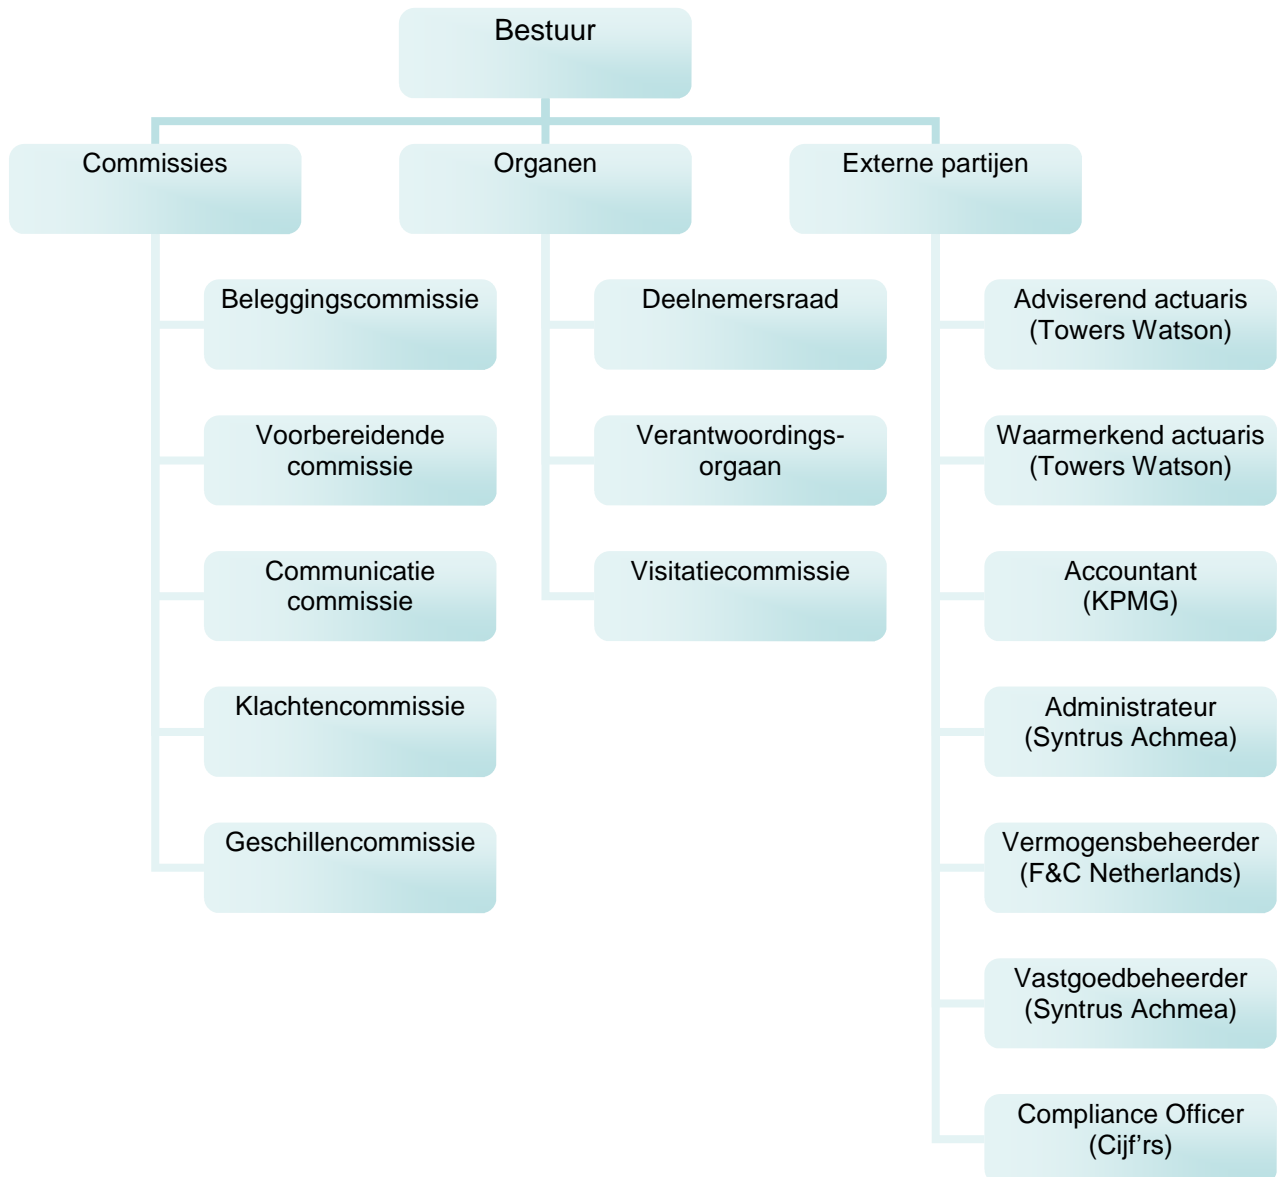 Bestuur
Commissies
Organen
Externe partijen
Beleggingscommissie
Voorbereidende
commissie
Communicatie
commissie
Klachtencommissie
Geschillencommissie
Deelnemersraad
Verantwoordings-
orgaan
Visitatiecommissie
Adviserend actuaris
(Towers Watson)
Waarmerkend actuaris
(Towers Watson)
Accountant
(KPMG)
Administrateur
(Syntrus Achmea)
Vermogensbeheerder
(F&C Netherlands)
Vastgoedbeheerder
(Syntrus Achmea)
Compliance Officer
(Cijf’rs)